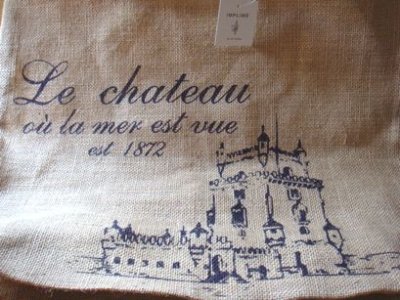 Le chateau
où la mer est vue
est 1872